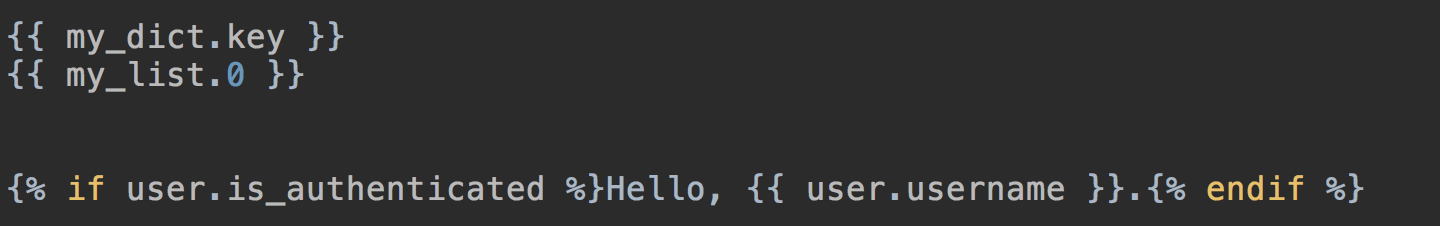 {{ my_dict.key }}
{{ my_list.0 }}
{% if user.is_authenticated %}Hello, {{ user.username }}.{% endif %}